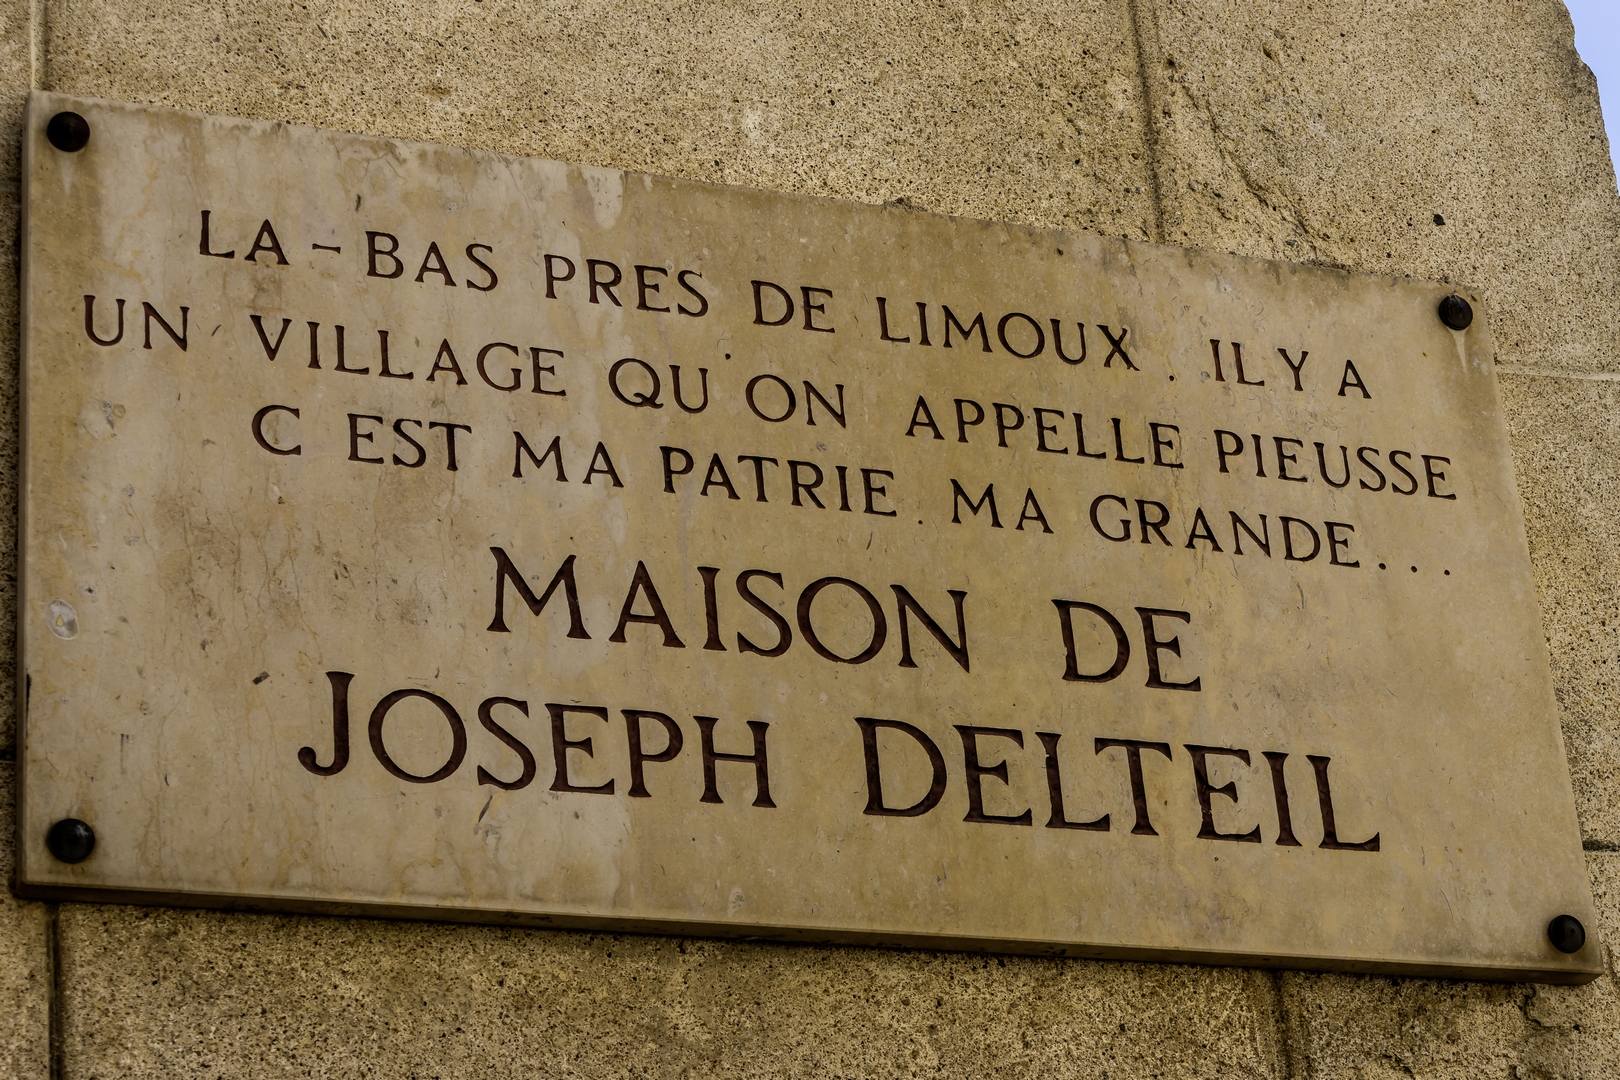 LA-BAS PRES DE LIMOUX. IL Y A
UN VILLAGE QU'ON APPELLE PIEUSSE
C EST MA PATRIE. MA GRANDE...
MAISON DE
JOSEPH DELTEIL